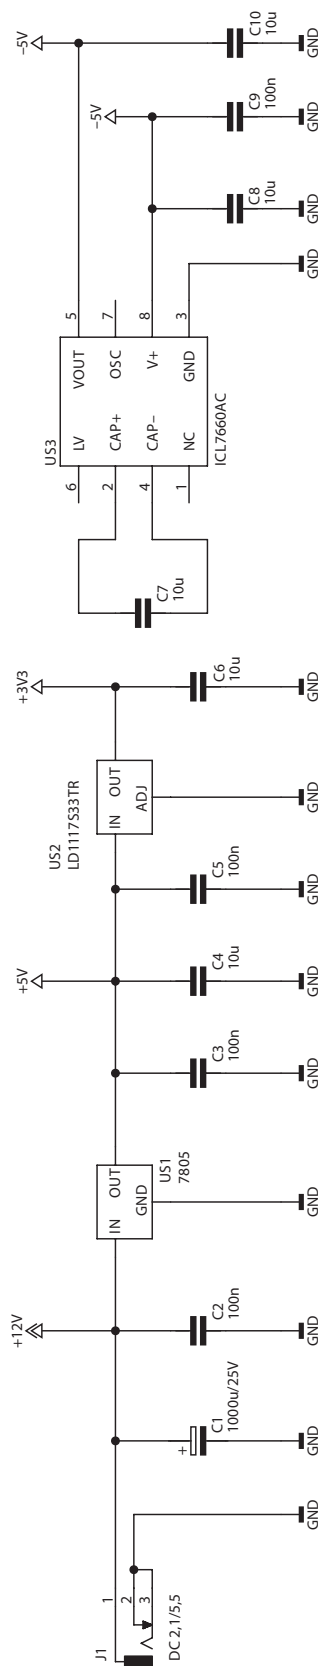 J1
DC 2,1/5,5
1
2
3
GND
+
C1
1000u/25V
GND
+12V
C2
100n
GND
US1
7805
IN
OUT
GND
GND
C3
100n
GND
+5V
C4
10u
GND
C5
100n
GND
US2
LD1117S33TR
IN
OUT
ADJ
GND
+3V3
C6
10u
GND
C7
10u
US3
6
LV
VOUT
5
2
CAP+
OSC
7
4
CAP–
V+
8
1
NC
GND
3
ICL7660AC
GND
C8
10u
GND
–5V
C9
100n
GND
–5V
C10
10u
GND